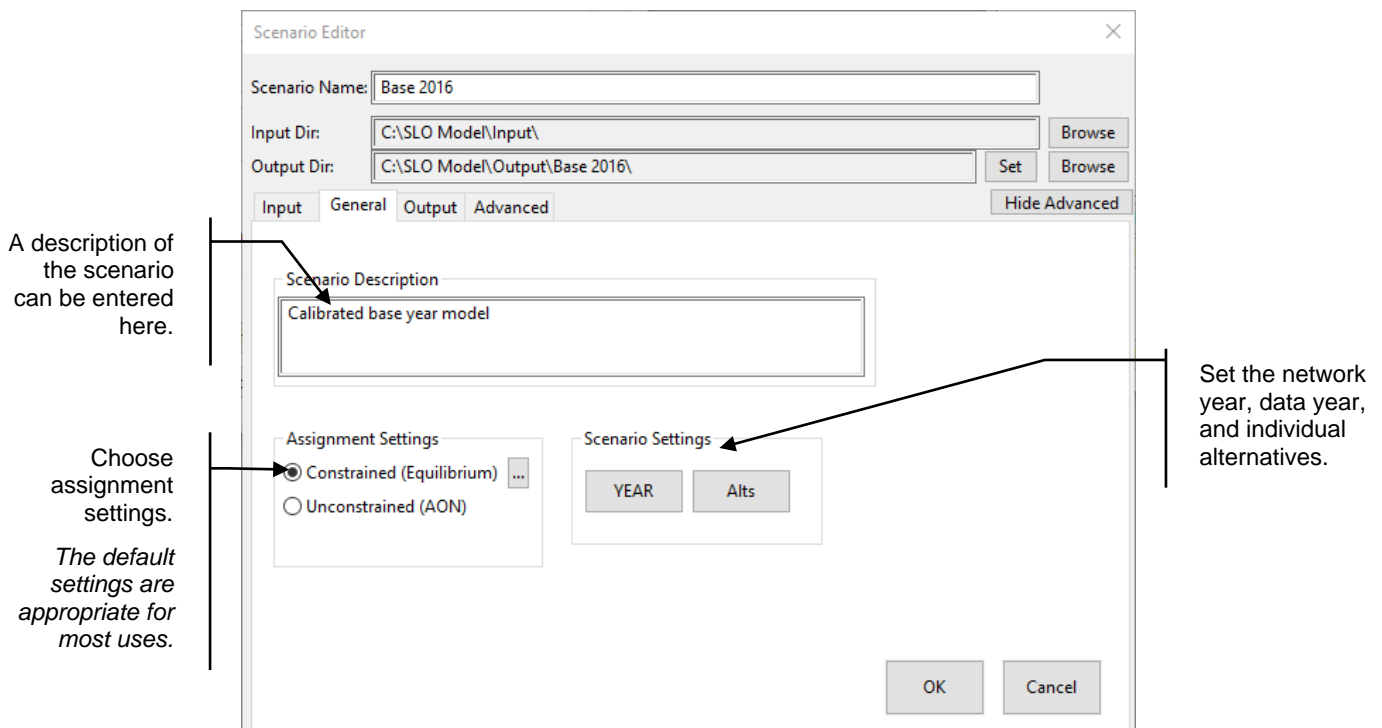 Scenario Editor
Scenario Name: Base 2016
Input Dir: C:\SLO Model\Input\ Browse
Output Dir: C:\SLO Model\Output\Base 2016\ Set Browse
Input General Output Advanced Hide Advanced
A description of
the scenario
can be entered
here.
Scenario Description
Calibrated base year model
Set the network
year, data year,
and individual
alternatives.
Choose
assignment
settings.
The default
settings are
appropriate for
most uses.
Assignment Settings
Constrained (Equilibrium) ...
Unconstrained (AON)
Scenario Settings
YEAR Alts
OK Cancel